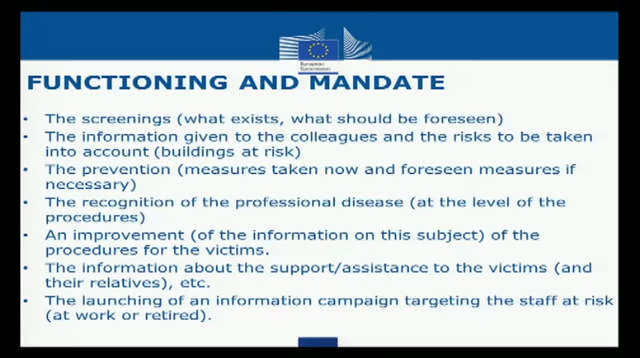 European
Commission
FUNCTIONING AND MANDATE
• The screenings (what exists, what should be foreseen)
• The information given to the colleagues and the risks to be taken
into account (buildings at risk)
• The prevention (measures taken now and foreseen measures if
necessary)
• The recognition of the professional disease (at the level of the
procedures)
• An improvement (of the information on this subject) of the
procedures for the victims.
• The information about the support/assistance to the victims (and
their relatives), etc.
• The launching of an information campaign targeting the staff at risk
(at work or retired).